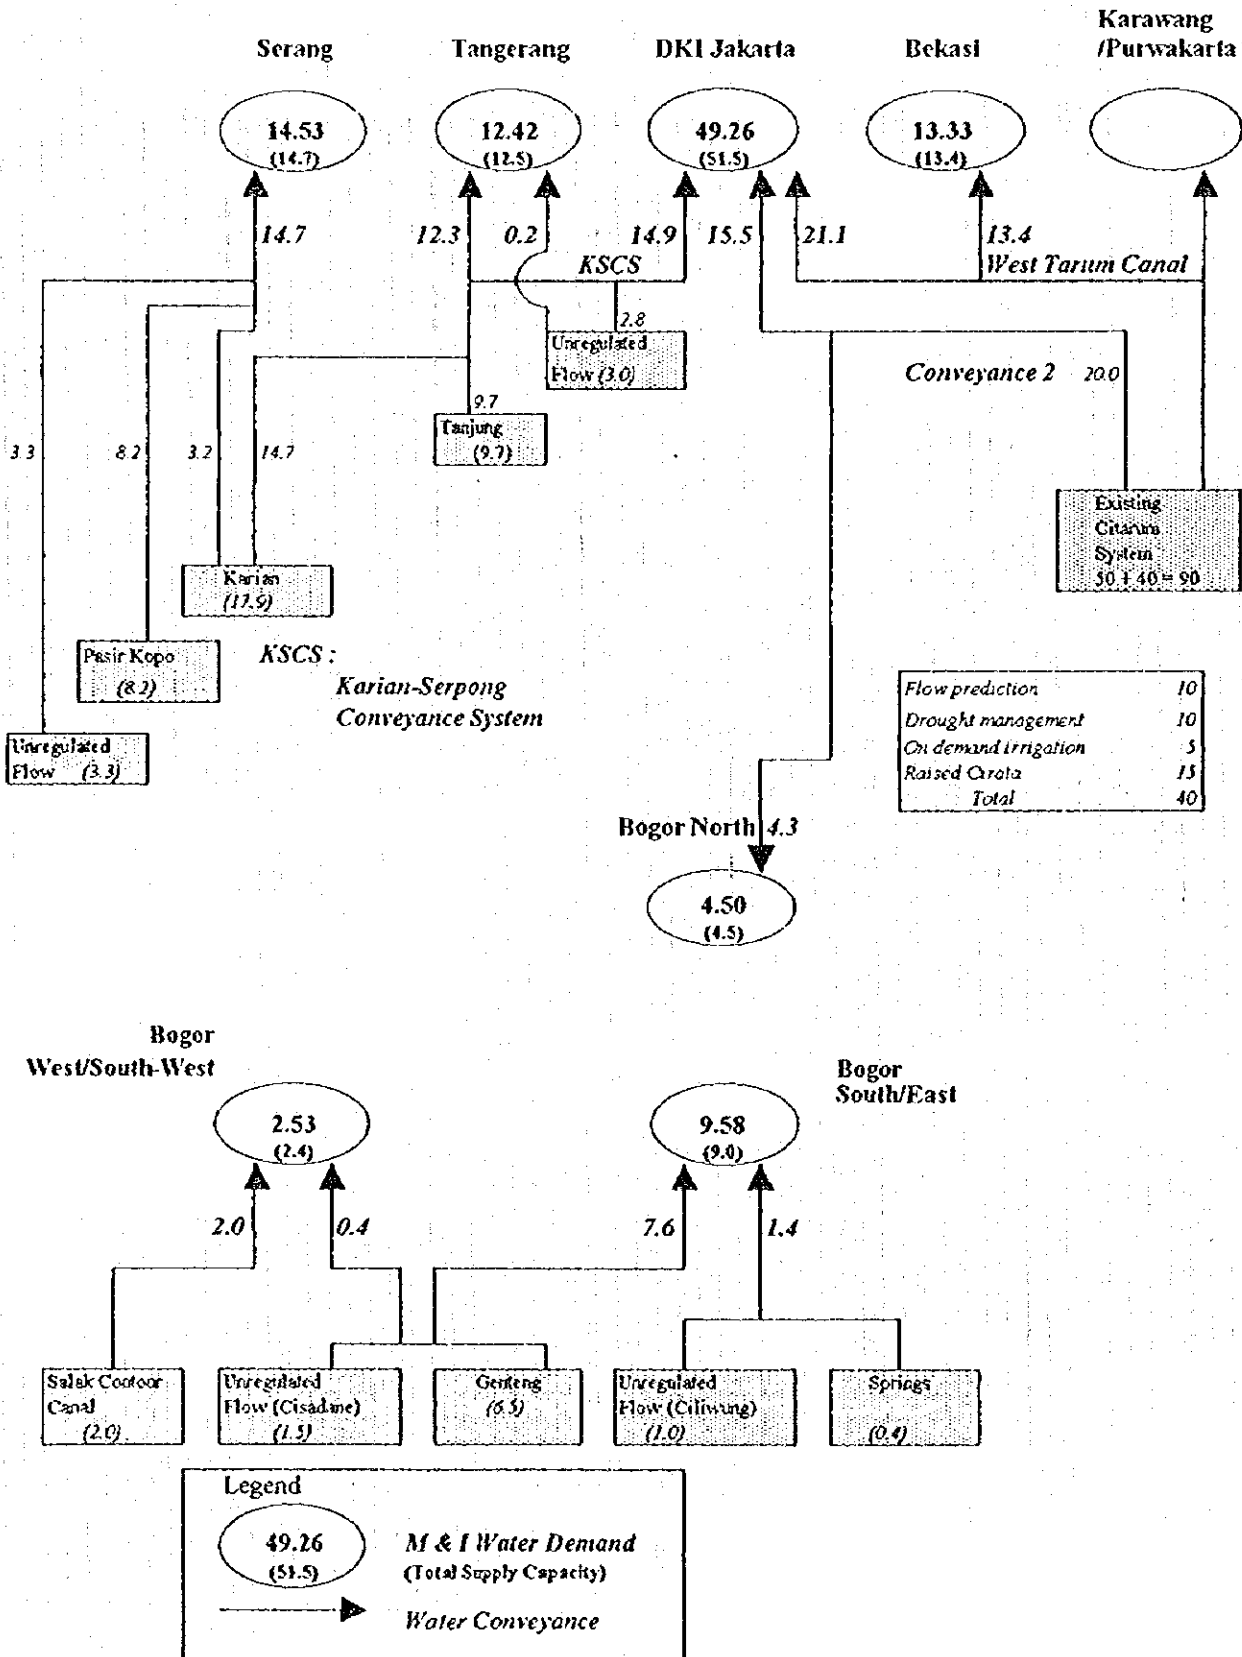 Karawang
Serang Tangerang DKI Jakarta Bekasi /Purwakarta
14.53 12.42 49.26 13.33
(14.7) (12.5) (51.5) (13.4)
14.7 12.3 0.2 14.9 15.5 21.1 13.4
KSCS West Tarum Canal
2.8
Unregulated
Flow (3.0)
Conveyance 2 20.0
9.7
Tanjung
(9.7)
3.3 8.2 3.2 14.7
Existing
Citarum
System
50 + 40 = 90
Karian
(17.9)
Pasir Kopo
(8.2)
KSCS :
Karian-Serpong
Conveyance System
Unregulated
Flow (3.3)
Flow prediction 10
Drought management 10
On demand irrigation 5
Raised Cirata 15
Total 40
Bogor North 4.3
4.50
(4.5)
Bogor
West/South-West
2.53
(2.4)
Bogor
South/East
9.58
(9.0)
2.0 0.4 7.6 1.4
Salak Contoor
Canal
(2.0)
Unregulated
Flow (Cisadane)
(1.5)
Genteng
(6.5)
Unregulated
Flow (Ciliwung)
(1.0)
Springs
(0.4)
Legend
49.26
(51.5)
M & I Water Demand
(Total Supply Capacity)
Water Conveyance